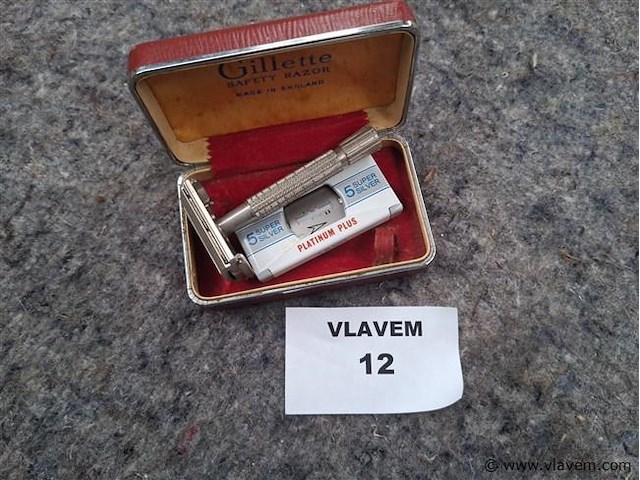 Gillette
SAFETY RAZOR
MADE IN ENGLAND
5 SUPER
SILVER
5 SUPER
SILVER
PLATINUM PLUS
VLAVEM
12
© www.vlavem.com